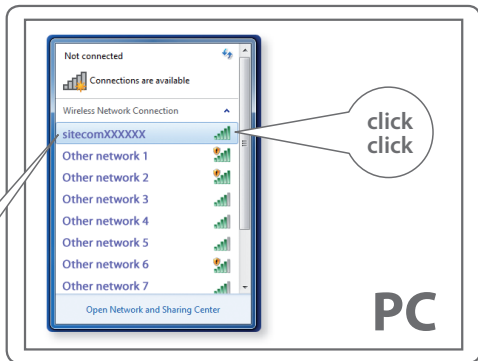 Not connected
Connections are available
Wireless Network Connection
sitecomXXXXXX
Other network 1
Other network 2
Other network 3
Other network 4
Other network 5
Other network 6
Other network 7
Open Network and Sharing Center
click
click
PC